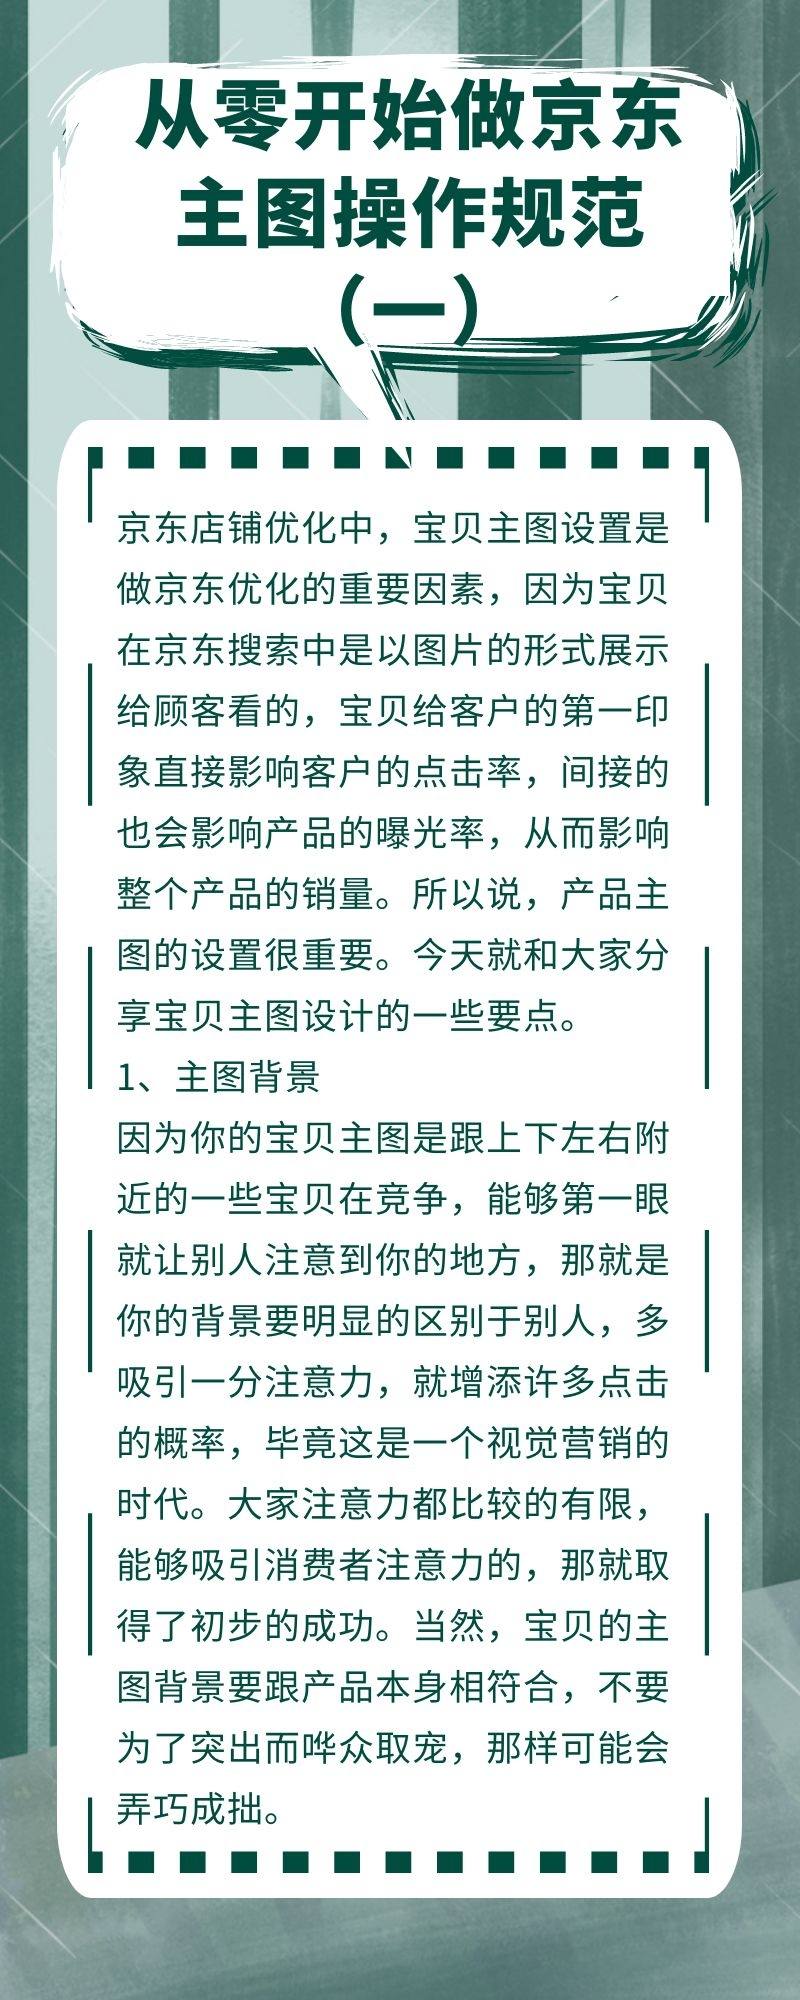 从零开始做京东
主图操作规范
（一）
京东店铺优化中，宝贝主图设置是
做京东优化的重要因素，因为宝贝
在京东搜索中是以图片的形式展示
给顾客看的，宝贝给客户的第一印
象直接影响客户的点击率，间接的
也会影响产品的曝光率，从而影响
整个产品的销量。所以说，产品主
图的设置很重要。今天就和大家分
享宝贝主图设计的一些要点。
1、主图背景
因为你的宝贝主图是跟上下左右附
近的一些宝贝在竞争，能够第一眼
就让别人注意到你的地方，那就是
你的背景要明显的区别于别人，多
吸引一分注意力，就增添许多点击
的概率，毕竟这是一个视觉营销的
时代。大家注意力都比较的有限，
能够吸引消费者注意力的，那就取
得了初步的成功。当然，宝贝的主
图背景要跟产品本身相符合，不要
为了突出而哗众取宠，那样可能会
弄巧成拙。